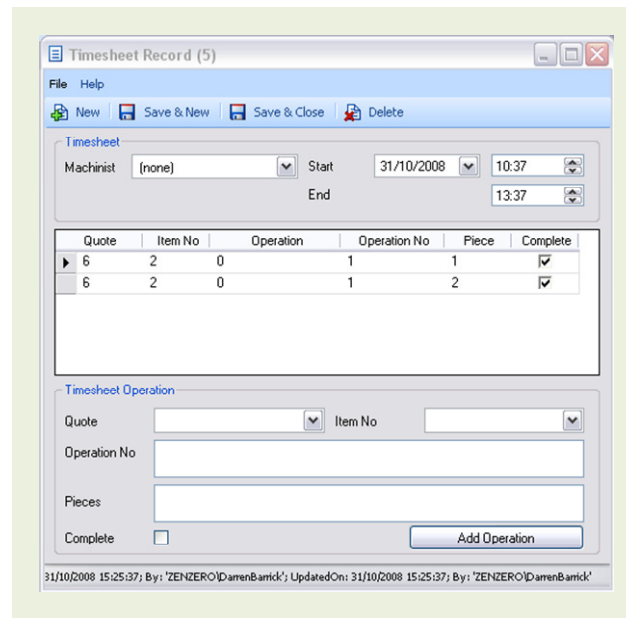 Timesheet Record (5)
File Help
New Save & New Save & Close Delete
Timesheet
Machinist (none) Start 31/10/2008 10:37
End 13:37
Quote Item No Operation Operation No Piece Complete
6 2 0 1 1
6 2 0 1 2
Timesheet Operation
Quote Item No
Operation No
Pieces
Complete Add Operation
31/10/2008 15:25:37; By: 'ZENZERO\DarrenBarrick'; UpdatedOn: 31/10/2008 15:25:37; By: 'ZENZERO\DarrenBarrick'